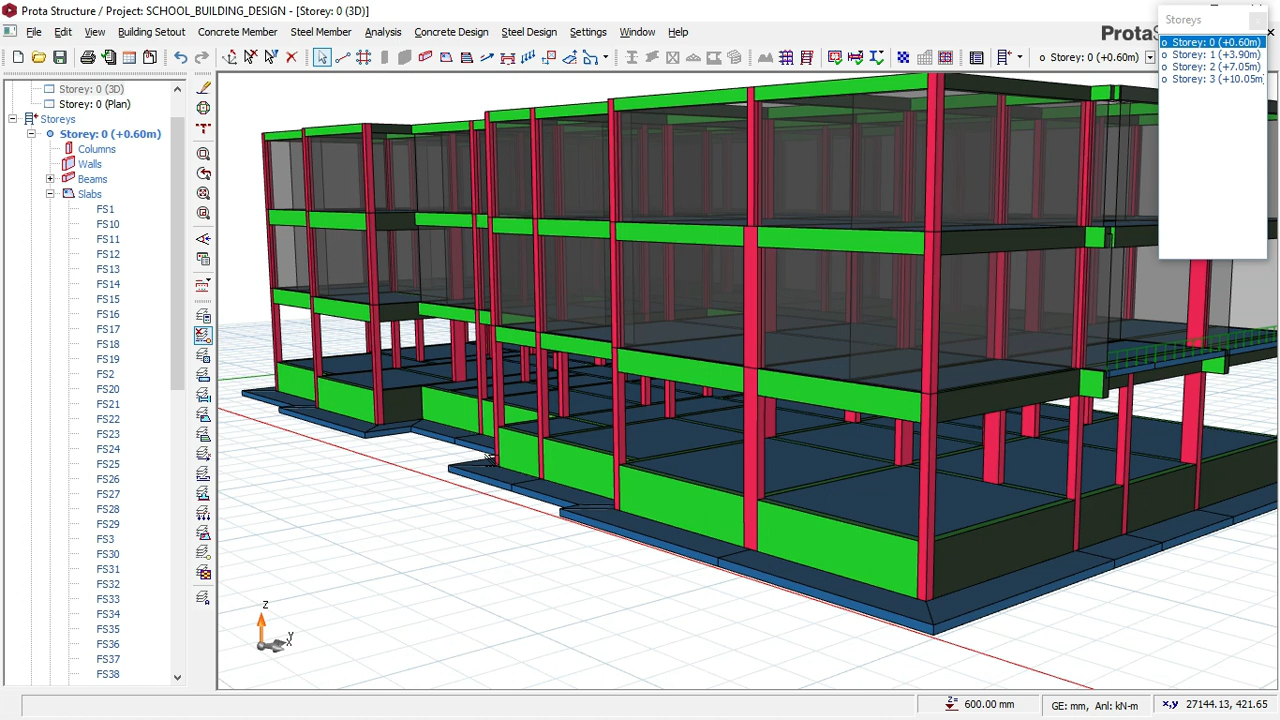 Prota Structure / Project: SCHOOL_BUILDING_DESIGN - [Storey: 0 (3D)]
File Edit View Building Setout Concrete Member Steel Member Analysis Concrete Design Steel Design Settings Window Help
Storey: 0 (+0.60m)
Storeys
Storey: 0 (+0.60m)
Storey: 1 (+3.90m)
Storey: 2 (+7.05m)
Storey: 3 (+10.05m)
Storey: 0 (3D)
Storey: 0 (Plan)
Storeys
Storey: 0 (+0.60m)
Columns
Walls
Beams
Slabs
FS1
FS10
FS11
FS12
FS13
FS14
FS15
FS16
FS17
FS18
FS19
FS2
FS20
FS21
FS22
FS23
FS24
FS25
FS26
FS27
FS28
FS29
FS3
FS30
FS31
FS32
FS33
FS34
FS35
FS36
FS37
FS38
Z
Y
X
Z= 600.00 mm
GE: mm, Anl: kN-m
x,y 27144.13, 421.65